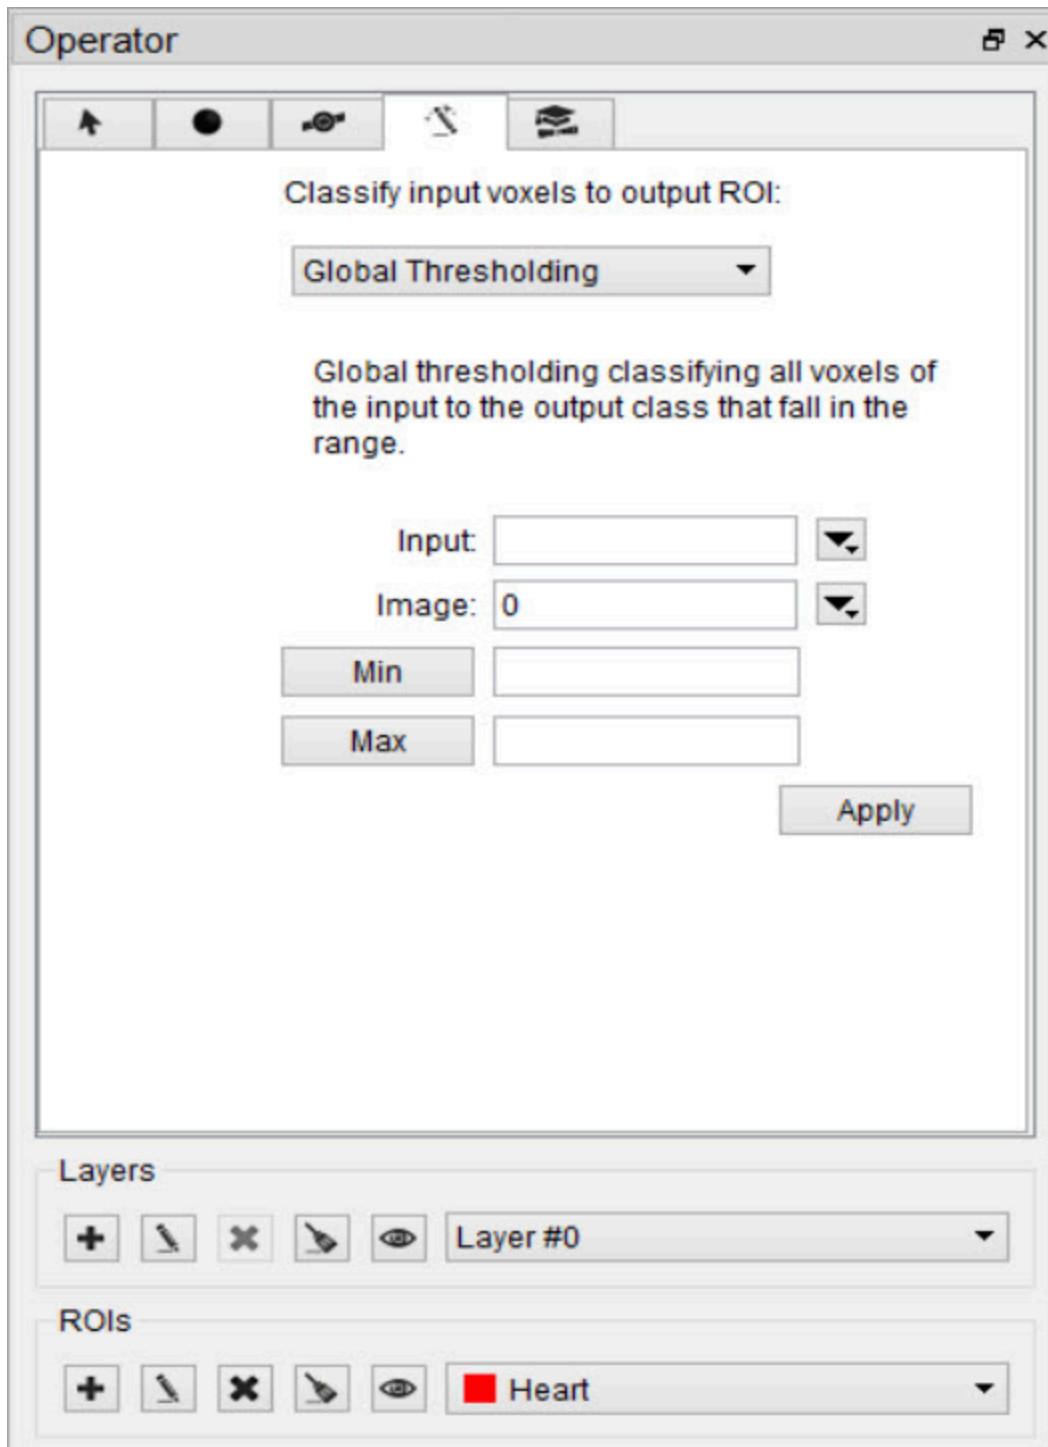 Operator
Classify input voxels to output ROI:
Global Thresholding
Global thresholding classifying all voxels of
the input to the output class that fall in the
range.
Input:
Image: 0
Min
Max
Apply
Layers
Layer #0
ROIs
Heart